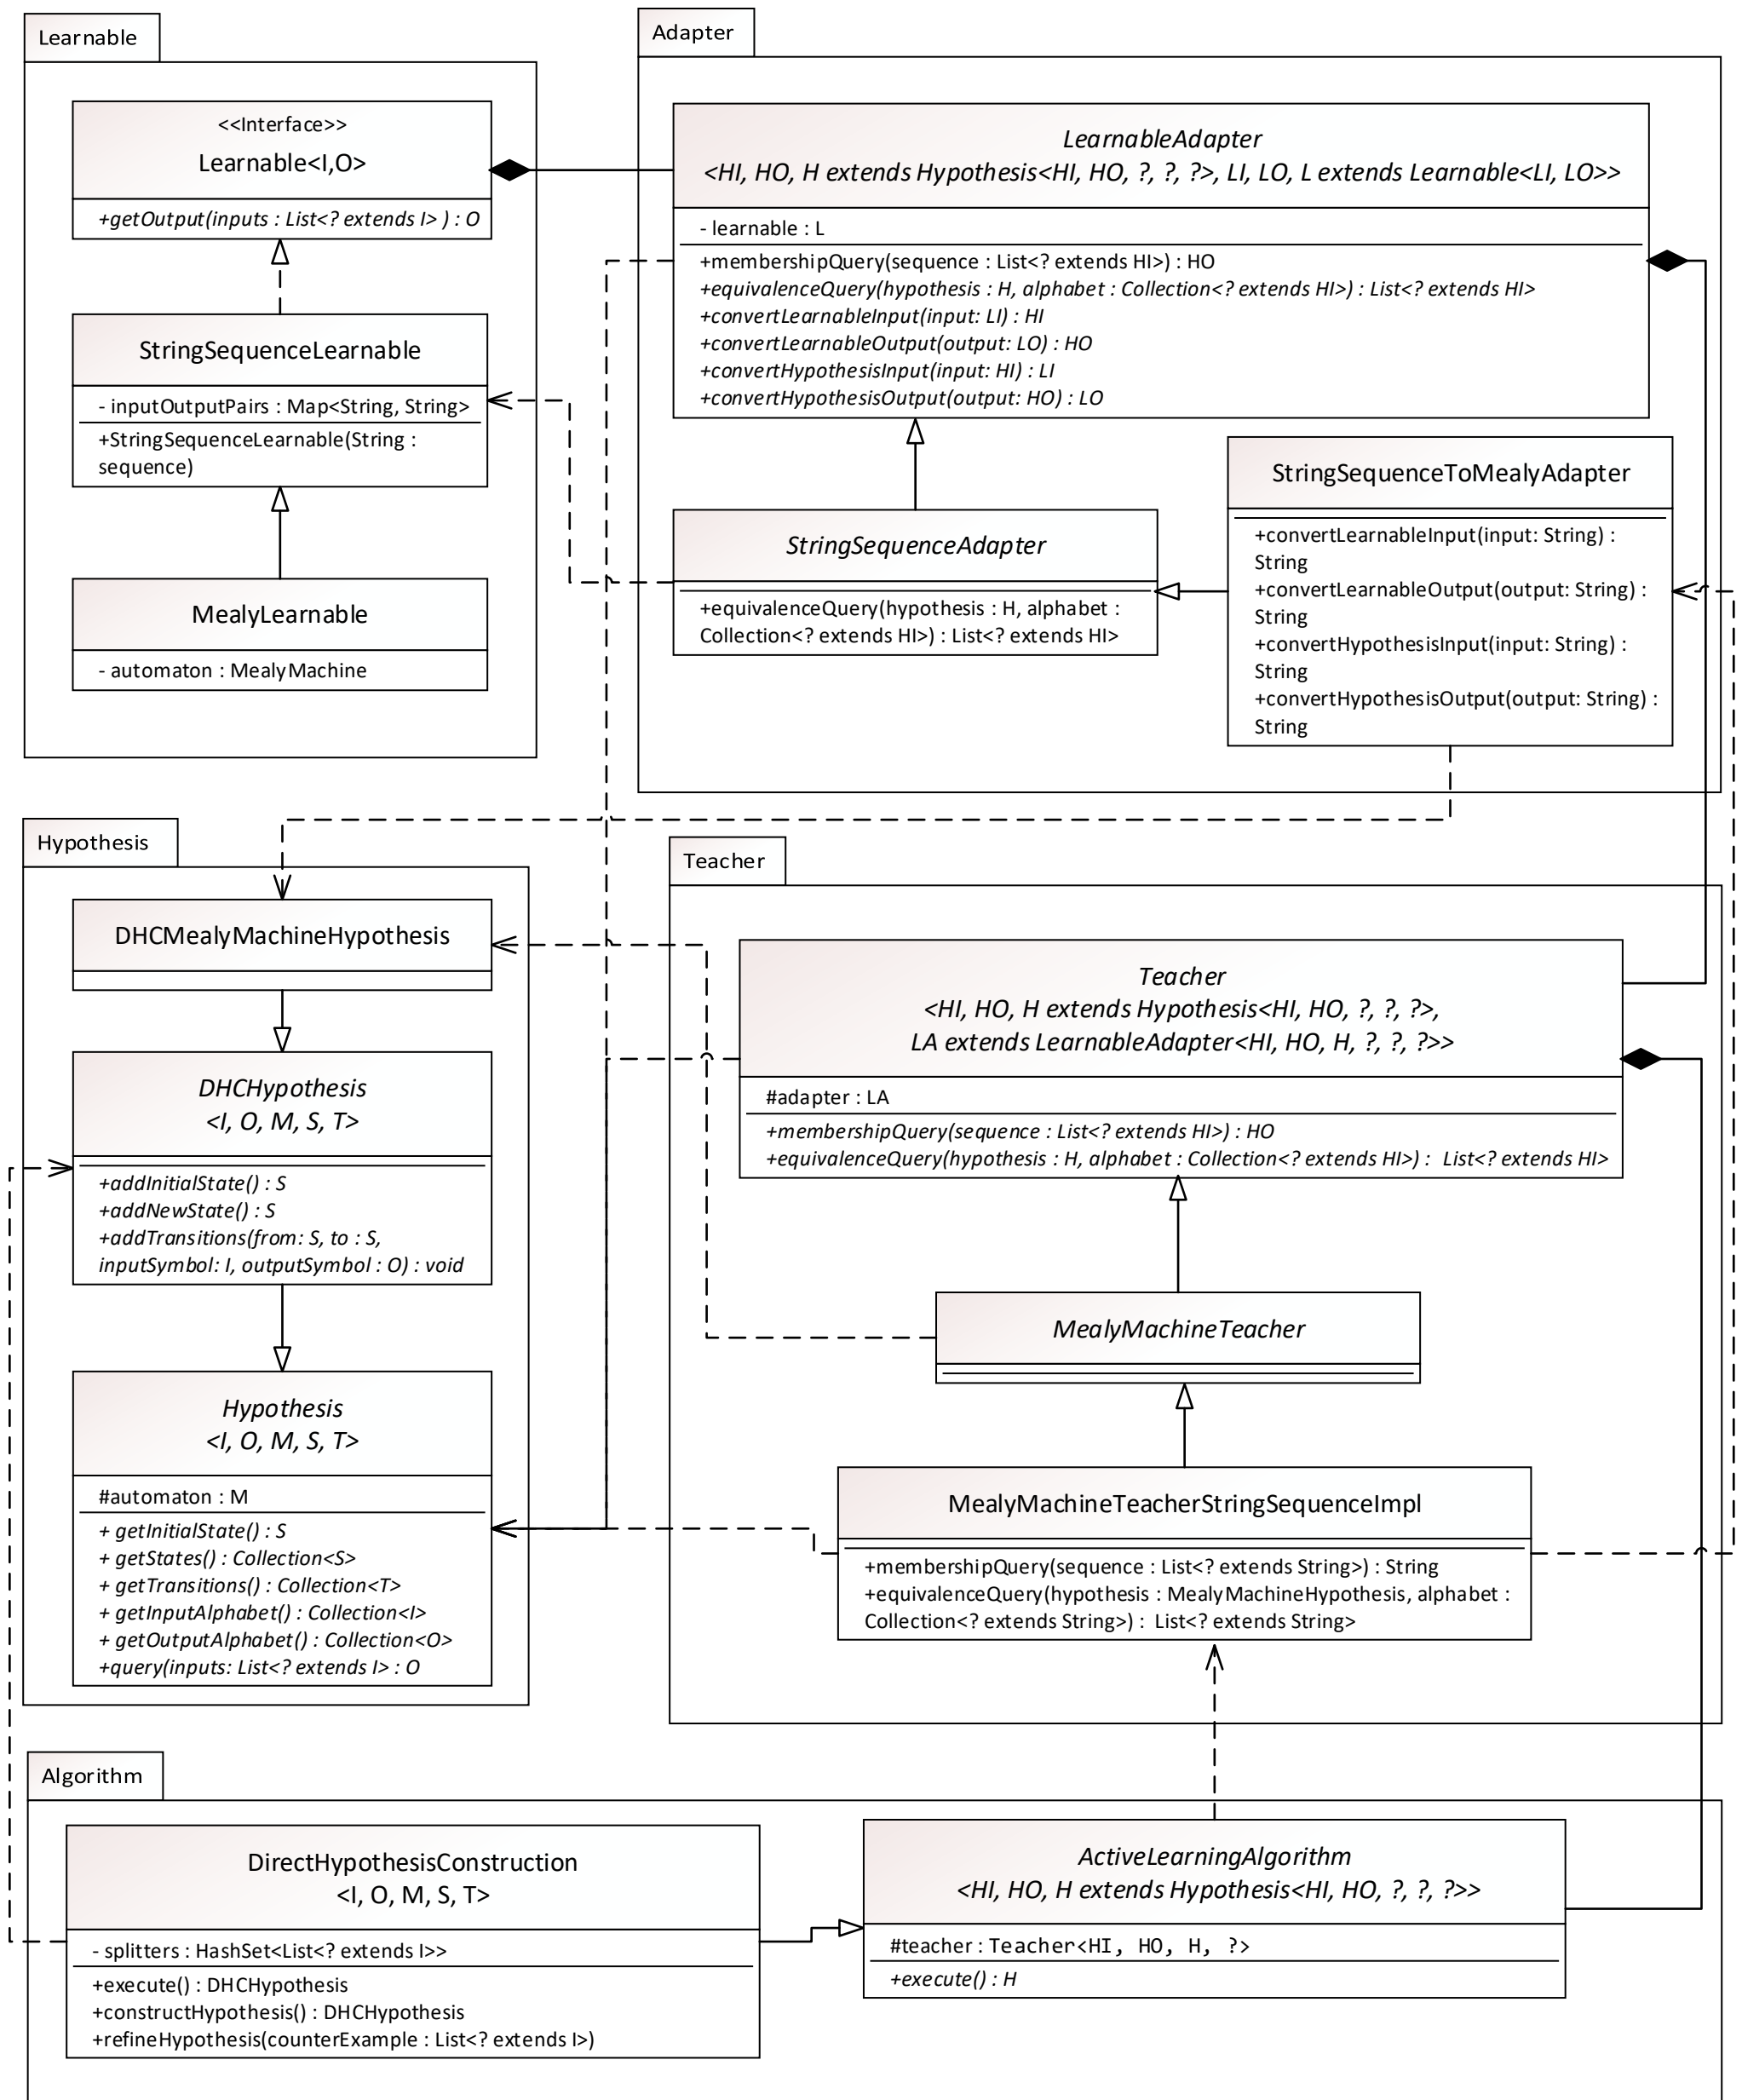 Learnable
<<Interface>>
Learnable<I,O>
+getOutput(inputs : List<? extends I> ) : O
StringSequenceLearnable
- inputOutputPairs : Map<String, String>
+StringSequenceLearnable(String :
sequence)
MealyLearnable
- automaton : MealyMachine
Adapter
LearnableAdapter
<HI, HO, H extends Hypothesis<HI, HO, ?, ?, ?>, LI, LO, L extends Learnable<LI, LO>>
- learnable : L
+membershipQuery(sequence : List<? extends HI>) : HO
+equivalenceQuery(hypothesis : H, alphabet : Collection<? extends HI>) : List<? extends HI>
+convertLearnableInput(input: LI) : HI
+convertLearnableOutput(output: LO) : HO
+convertHypothesisInput(input: HI) : LI
+convertHypothesisOutput(output: HO) : LO
StringSequenceAdapter
+equivalenceQuery(hypothesis : H, alphabet :
Collection<? extends HI>) : List<? extends HI>
StringSequenceToMealyAdapter
+convertLearnableInput(input: String) :
String
+convertLearnableOutput(output: String) :
String
+convertHypothesisInput(input: String) :
String
+convertHypothesisOutput(output: String) :
String
Hypothesis
DHCMealyMachineHypothesis
DHCHypothesis
<I, O, M, S, T>
+addInitialState() : S
+addNewState() : S
+addTransitions(from: S, to : S,
inputSymbol: I, outputSymbol : O) : void
Hypothesis
<I, O, M, S, T>
#automaton : M
+ getInitialState() : S
+ getStates() : Collection<S>
+ getTransitions() : Collection<T>
+ getInputAlphabet() : Collection<I>
+ getOutputAlphabet() : Collection<O>
+query(inputs: List<? extends I> : O
Teacher
Teacher
<HI, HO, H extends Hypothesis<HI, HO, ?, ?, ?>,
LA extends LearnableAdapter<HI, HO, H, ?, ?, ?>>
#adapter : LA
+membershipQuery(sequence : List<? extends HI>) : HO
+equivalenceQuery(hypothesis : H, alphabet : Collection<? extends HI>) : List<? extends HI>
MealyMachineTeacher
MealyMachineTeacherStringSequenceImpl
+membershipQuery(sequence : List<? extends String>) : String
+equivalenceQuery(hypothesis : MealyMachineHypothesis, alphabet :
Collection<? extends String>) : List<? extends String>
Algorithm
DirectHypothesisConstruction
<I, O, M, S, T>
- splitters : HashSet<List<? extends I>>
+execute() : DHCHypothesis
+constructHypothesis() : DHCHypothesis
+refineHypothesis(counterExample : List<? extends I>)
ActiveLearningAlgorithm
<HI, HO, H extends Hypothesis<HI, HO, ?, ?, ?>>
#teacher : Teacher<HI, HO, H, ?>
+execute() : H